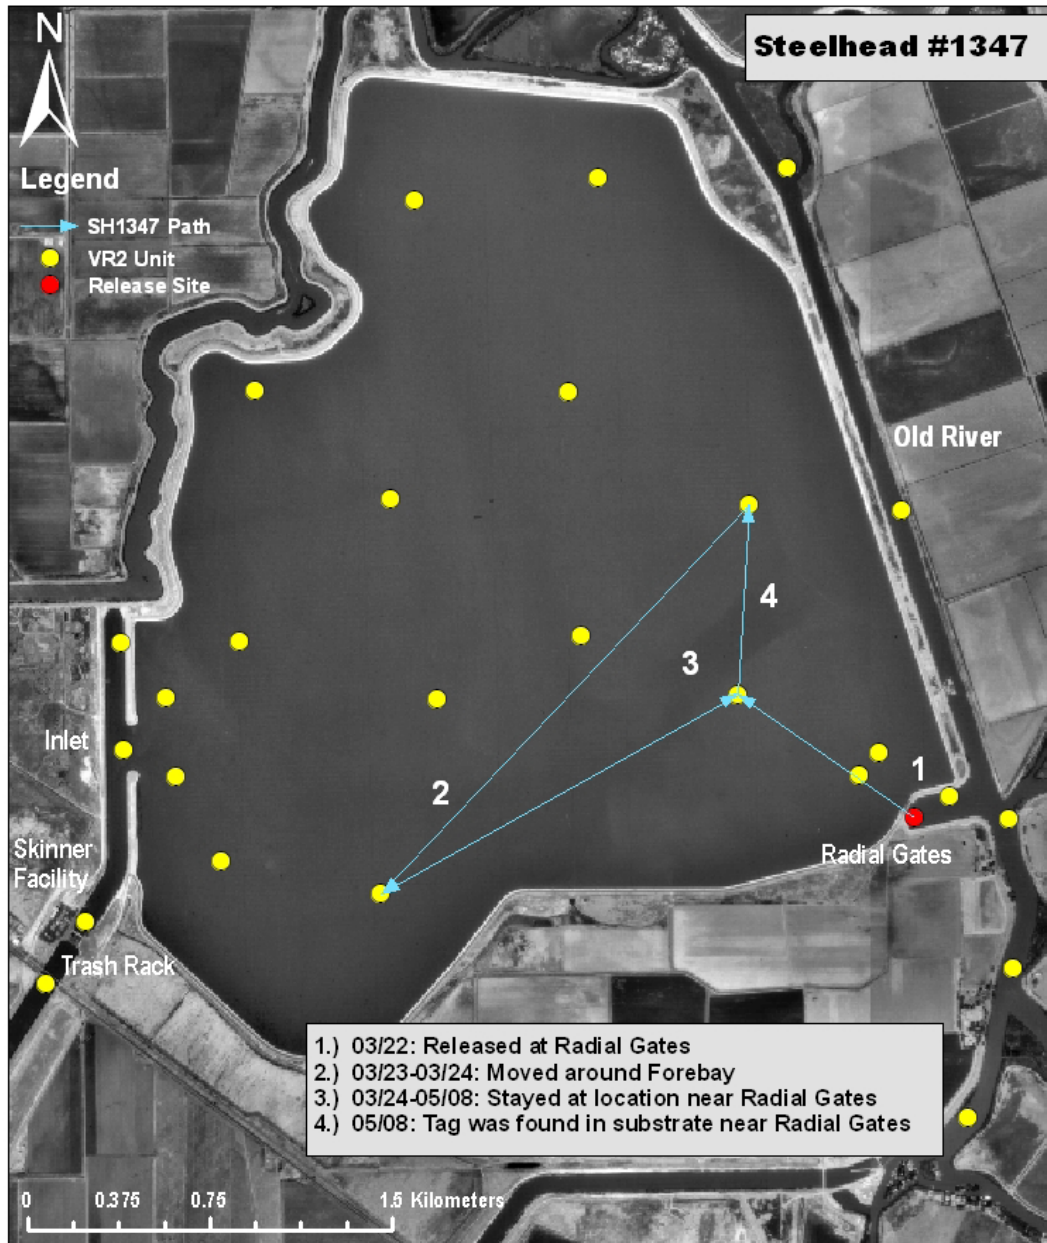 Steelhead #1347
N
Legend
SH1347 Path
VR2 Unit
Release Site
Old River
4
3
Inlet
2
1
Radial Gates
Skinner
Facility
Trash Rack
1.) 03/22: Released at Radial Gates
2.) 03/23-03/24: Moved around Forebay
3.) 03/24-05/08: Stayed at location near Radial Gates
4.) 05/08: Tag was found in substrate near Radial Gates
0 0.375 0.75 1.5 Kilometers